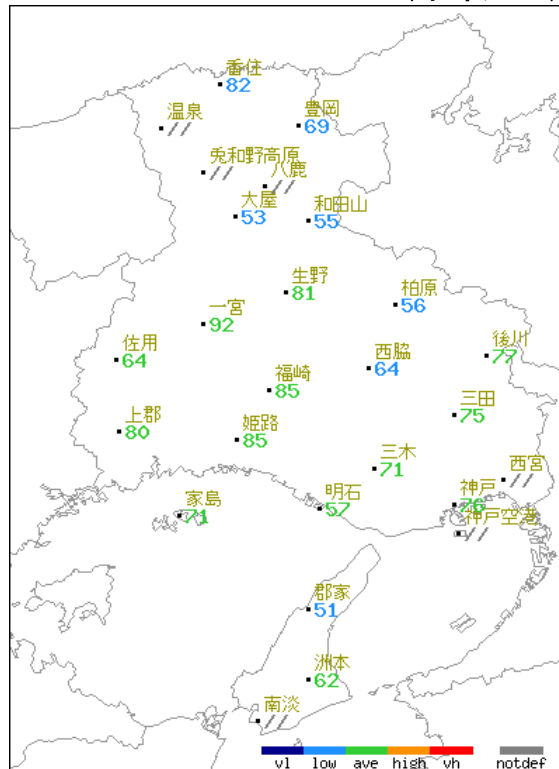 香住
82
温泉
//
豊岡
69
兎和野高原
//
八鹿
//
大屋
53
和田山
55
生野
81
柏原
56
一宮
92
佐用
64
西脇
64
後川
77
福崎
85
三田
75
上郡
80
姫路
85
三木
71
西宮
//
家島
71
明石
57
神戸
76
神戸空港
//
郡家
51
洲本
62
南淡
//
vl low ave high vh notdef